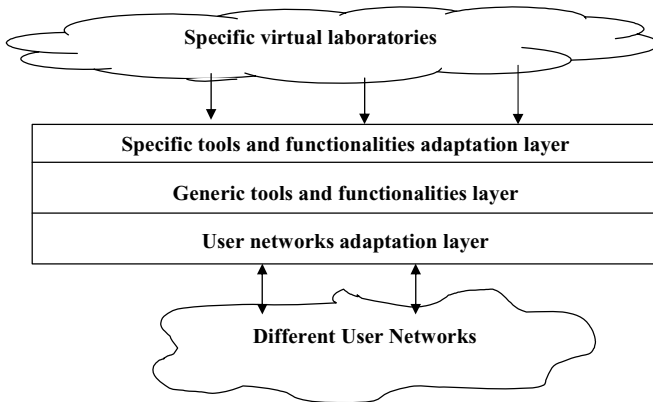 Specific virtual laboratories
Specific tools and functionalities adaptation layer
Generic tools and functionalities layer
User networks adaptation layer
Different User Networks